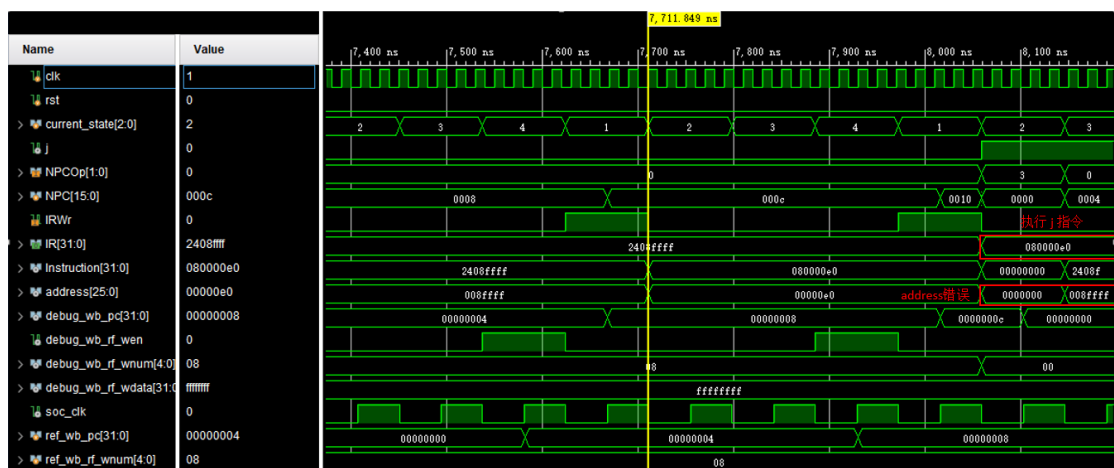 7,711.849 ns
Name Value
7,400 ns 7,500 ns 7,600 ns 7,700 ns 7,800 ns 7,900 ns 8,000 ns 8,100 ns
clk 1
rst 0
current_state[2:0] 2 2 3 4 1 2 3 4 1 2 3
j 0
NPCOp[1:0] 0 0 3 0
NPC[15:0] 000c 0008 000c 0010 0000 0004
IRWr 0 执行j指令
IR[31:0] 2408ffff 2408ffff 080000e0
Instruction[31:0] 080000e0 2408ffff 080000e0 00000000 2408f
address[25:0] 00000e0 008ffff 00000e0 address错误 0000000 008ffff
debug_wb_pc[31:0] 00000008 00000004 00000008 0000000c 00000000
debug_wb_rf_wen 0
debug_wb_rf_wnum[4:0] 08 08 00
debug_wb_rf_wdata[31:0 ffffffff ffffffff
soc_clk 0
ref_wb_pc[31:0] 00000004 00000000 00000004 00000008
ref_wb_rf_wnum[4:0] 08 08